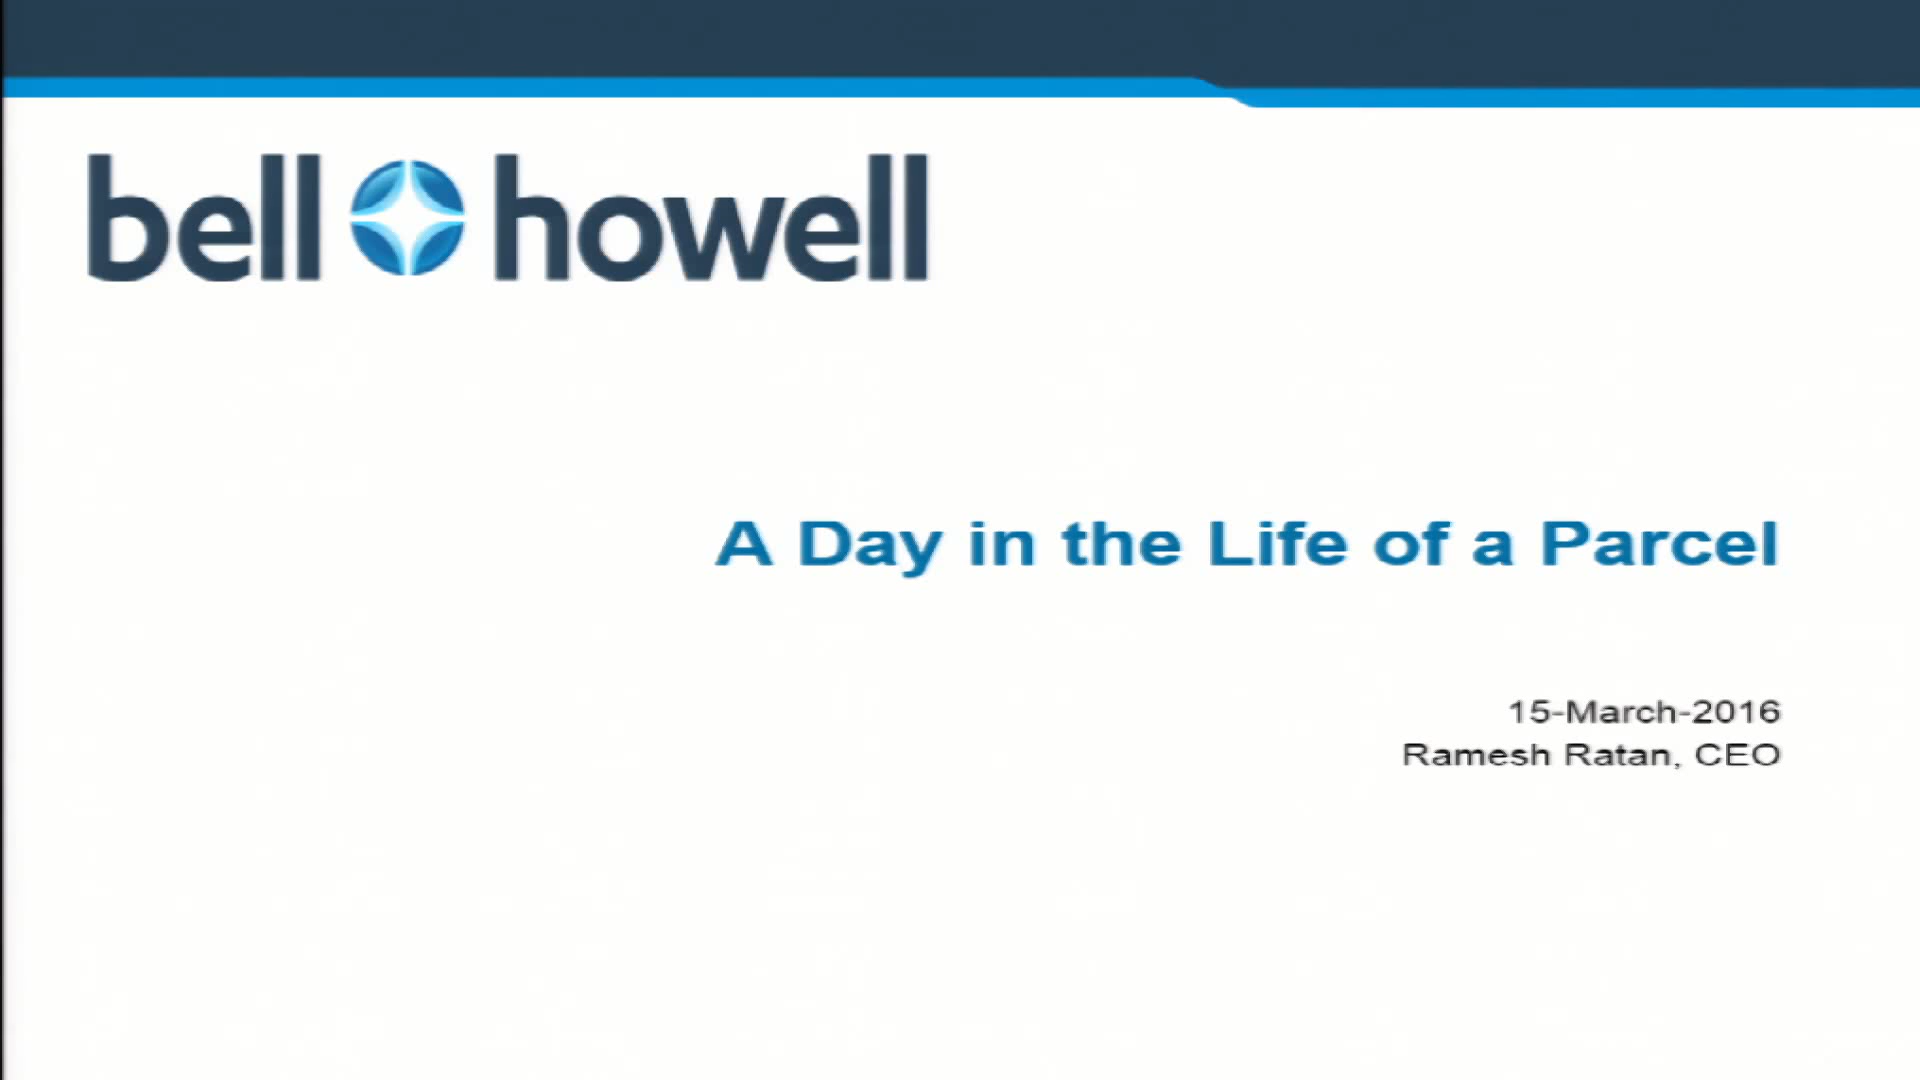 bell howell
A Day in the Life of a Parcel
15-March-2016
Ramesh Ratan, CEO